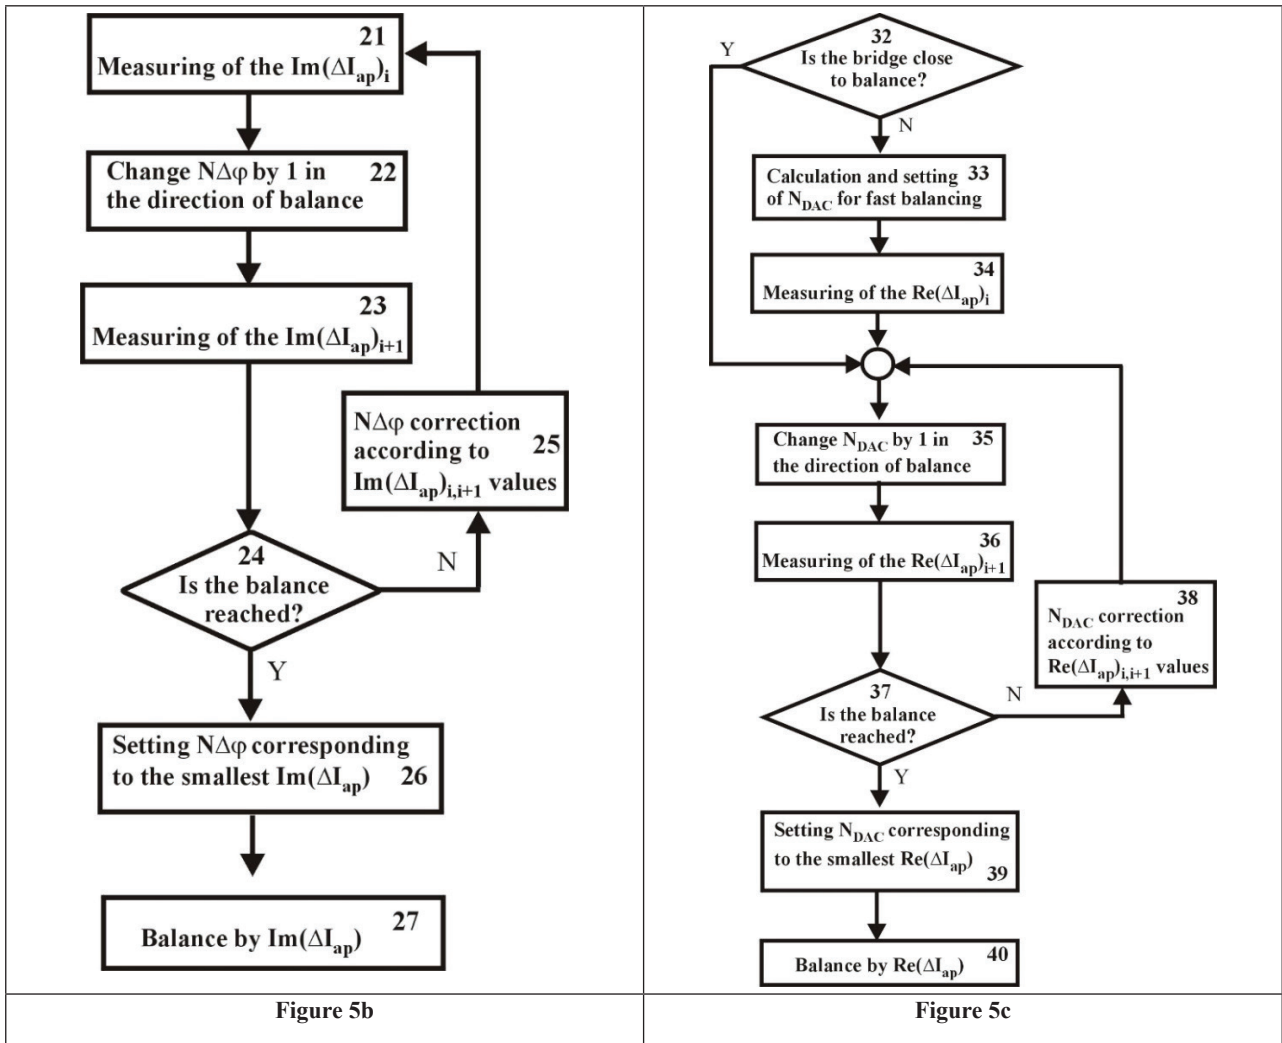 21
Measuring of the Im(ΔIap)i
Change NΔφ by 1 in 22
the direction of balance
23
Measuring of the Im(ΔIap)i+1
NΔφ correction
according to 25
Im(ΔIap)i,i+1 values
24
Is the balance
reached?
N
Y
Setting NΔφ corresponding
to the smallest Im(ΔIap) 26
27
Balance by Im(ΔIap)
Figure 5b
32
Is the bridge close
to balance?
Y
N
Calculation and setting 33
of NDAC for fast balancing
34
Measuring of the Re(ΔIap)i
Change NDAC by 1 in 35
the direction of balance
36
Measuring of the Re(ΔIap)i+1
38
NDAC correction
according to
Re(ΔIap)i,i+1 values
37
Is the balance
reached?
N
Y
Setting NDAC corresponding
to the smallest Re(ΔIap)
39
40
Balance by Re(ΔIap)
Figure 5c